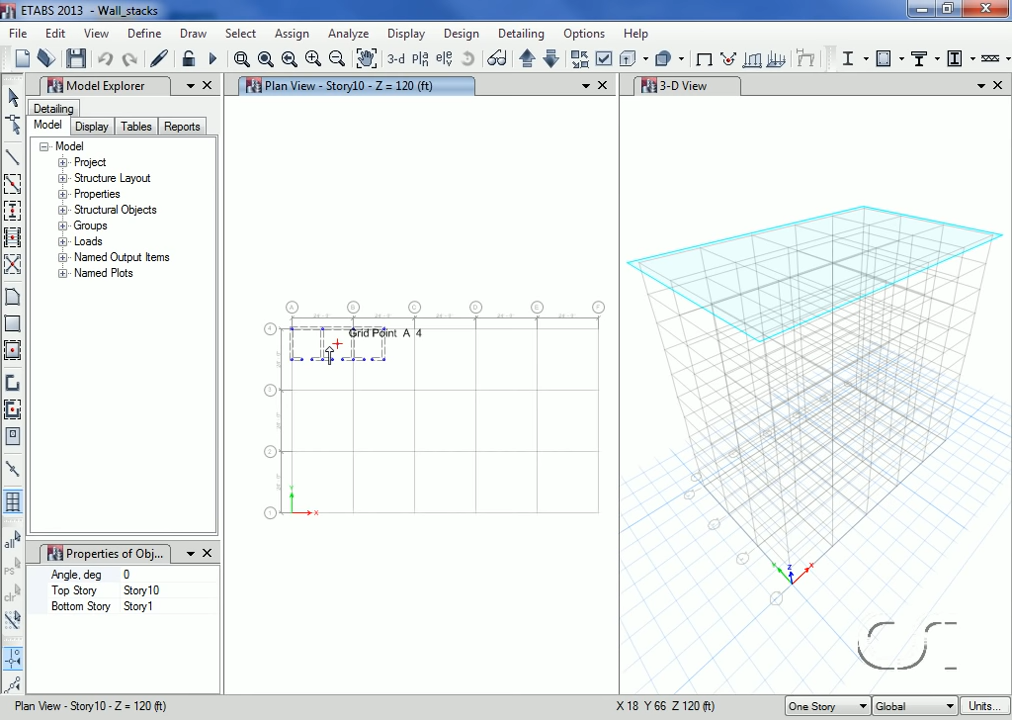 ETABS 2013 - Wall_stacks
File Edit View Define Draw Select Assign Analyze Display Design Detailing Options Help
3-d
Model Explorer
Detailing
Model Display Tables Reports
Model
Project
Structure Layout
Properties
Structural Objects
Groups
Loads
Named Output Items
Named Plots
all
PS
clr
Properties of Obj...
Angle, deg 0
Top Story Story10
Bottom Story Story1
Plan View - Story10 - Z = 120 (ft)
A B C D E F
4
Grid Point A 4
3
2
1
Y
X
3-D View
Y Z X
CSI
Plan View - Story10 - Z = 120 (ft)
X 18 Y 66 Z 120 (ft)
One Story
Global
Units...